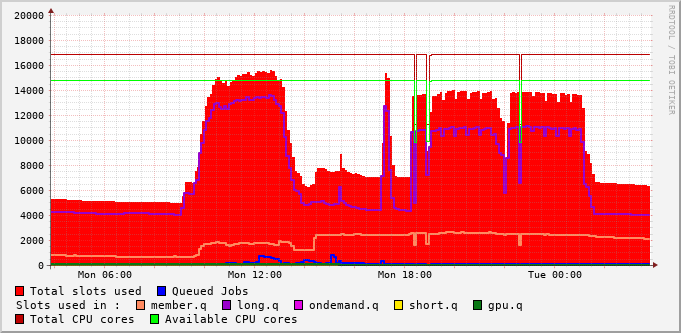 20000
18000
16000
14000
12000
10000
8000
6000
4000
2000
0
Mon 06:00 Mon 12:00 Mon 18:00 Tue 00:00
RRDTOOL / TOBI OETIKER
Total slots used Queued Jobs
Slots used in : member.q long.q ondemand.q short.q gpu.q
Total CPU cores Available CPU cores